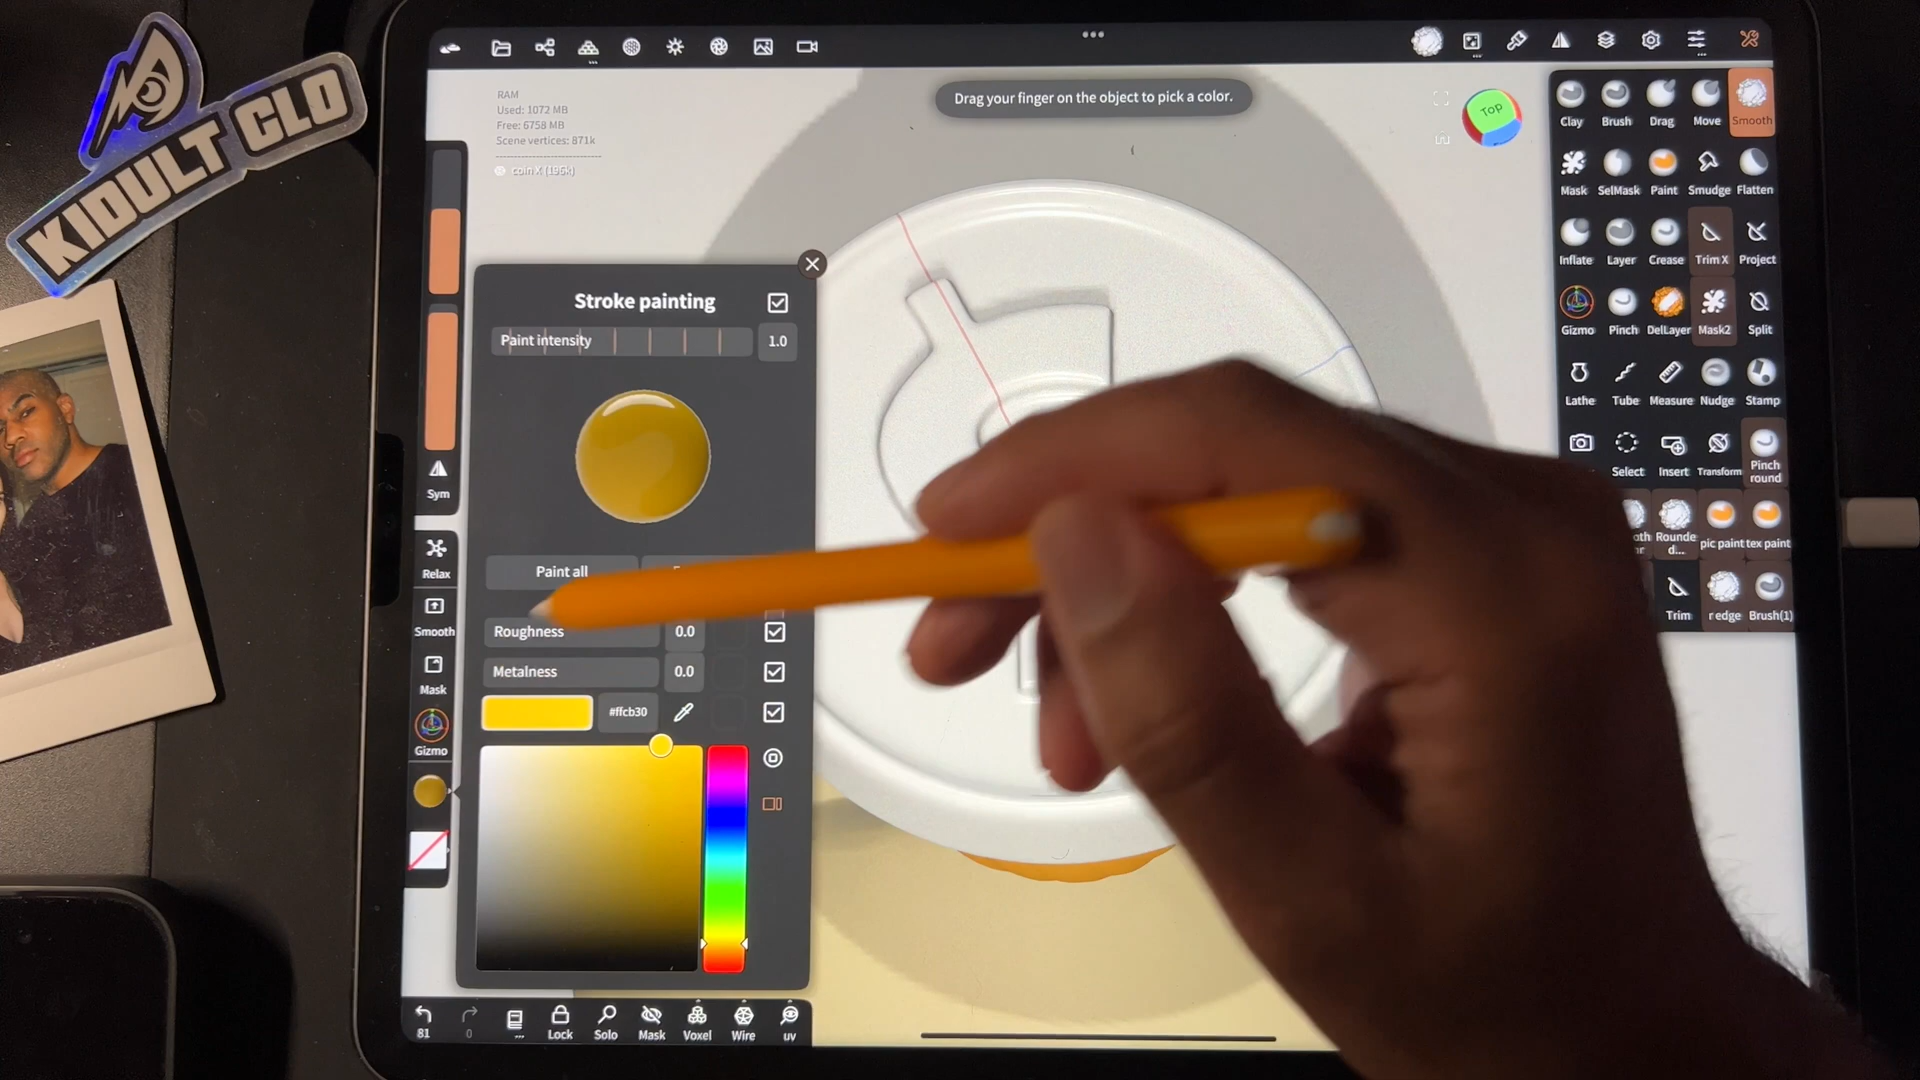 KIDULT CLO
RAM
Used: 1072 MB
Free: 6758 MB
Scene vertices: 871k
coin X (196k)
Drag your finger on the object to pick a color.
Top
Clay
Brush
Drag
Move
Smooth
Mask
SelMask
Paint
Smudge
Flatten
Inflate
Layer
Crease
Trim X
Project
Gizmo
Pinch
DelLayer
Mask2
Split
Lathe
Tube
Measure
Nudge
Stamp
Select
Insert
Transform
Pinch
round
Rounde
d...
pic paint
tex paint
Trim
r edge
Brush(1)
Sym
Relax
Smooth
Mask
Gizmo
Stroke painting
Paint intensity
1.0
Paint all
Roughness
0.0
Metalness
0.0
#ffcb30
81
0
...
Lock
Solo
Mask
Voxel
Wire
uv